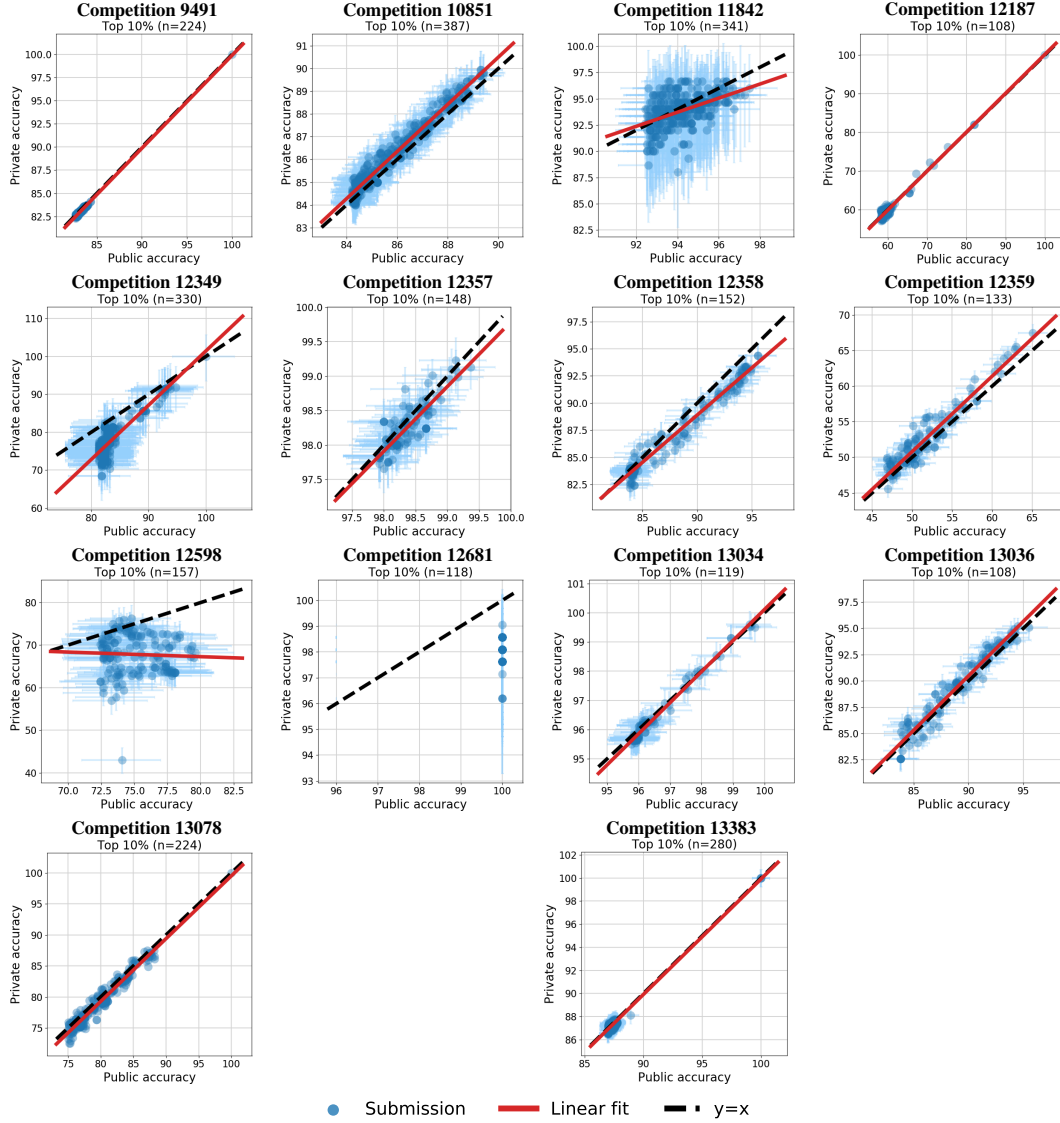 Competition 9491
Top 10% (n=224)
Private accuracy
100.0
97.5
95.0
92.5
90.0
87.5
85.0
82.5
85
90
95
100
Public accuracy
Competition 10851
Top 10% (n=387)
Private accuracy
91
90
89
88
87
86
85
84
83
84
86
88
90
Public accuracy
Competition 11842
Top 10% (n=341)
Private accuracy
100.0
97.5
95.0
92.5
90.0
87.5
85.0
82.5
92
94
96
98
Public accuracy
Competition 12187
Top 10% (n=108)
Private accuracy
100
90
80
70
60
60
70
80
90
100
Public accuracy
Competition 12349
Top 10% (n=330)
Private accuracy
110
100
90
80
70
60
80
90
100
Public accuracy
Competition 12357
Top 10% (n=148)
Private accuracy
100.0
99.5
99.0
98.5
98.0
97.5
97.5
98.0
98.5
99.0
99.5
100.0
Public accuracy
Competition 12358
Top 10% (n=152)
Private accuracy
97.5
95.0
92.5
90.0
87.5
85.0
82.5
85
90
95
Public accuracy
Competition 12359
Top 10% (n=133)
Private accuracy
70
65
60
55
50
45
45
50
55
60
65
Public accuracy
Competition 12598
Top 10% (n=157)
Private accuracy
80
70
60
50
40
70.0
72.5
75.0
77.5
80.0
82.5
Public accuracy
Competition 12681
Top 10% (n=118)
Private accuracy
100
99
98
97
96
95
94
93
96
97
98
99
100
Public accuracy
Competition 13034
Top 10% (n=119)
Private accuracy
101
100
99
98
97
96
95
95
96
97
98
99
100
Public accuracy
Competition 13036
Top 10% (n=108)
Private accuracy
97.5
95.0
92.5
90.0
87.5
85.0
82.5
85
90
95
Public accuracy
Competition 13078
Top 10% (n=224)
Private accuracy
100
95
90
85
80
75
75
80
85
90
95
100
Public accuracy
Competition 13383
Top 10% (n=280)
Private accuracy
102
100
98
96
94
92
90
88
86
85
90
95
100
Public accuracy
Submission
Linear fit
y=x